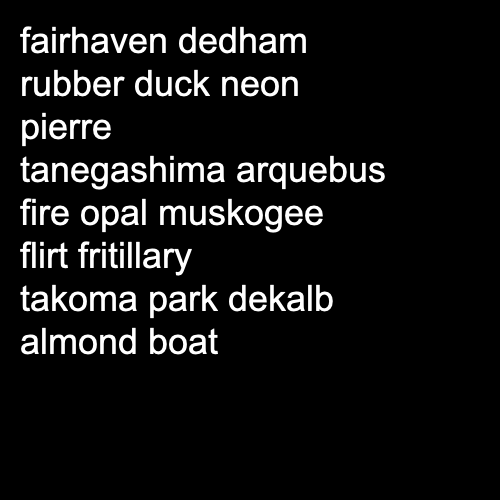 fairhaven dedham
rubber duck neon
pierre
tanegashima arquebus
fire opal muskogee
flirt fritillary
takoma park dekalb
almond boat